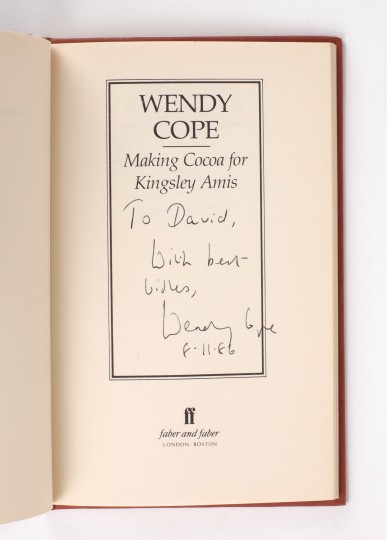 WENDY
COPE
Making Cocoa for
Kingsley Amis
To David,
With best
wishes,
Wendy Cope
8-11-86
ff
faber and faber
LONDON · BOSTON